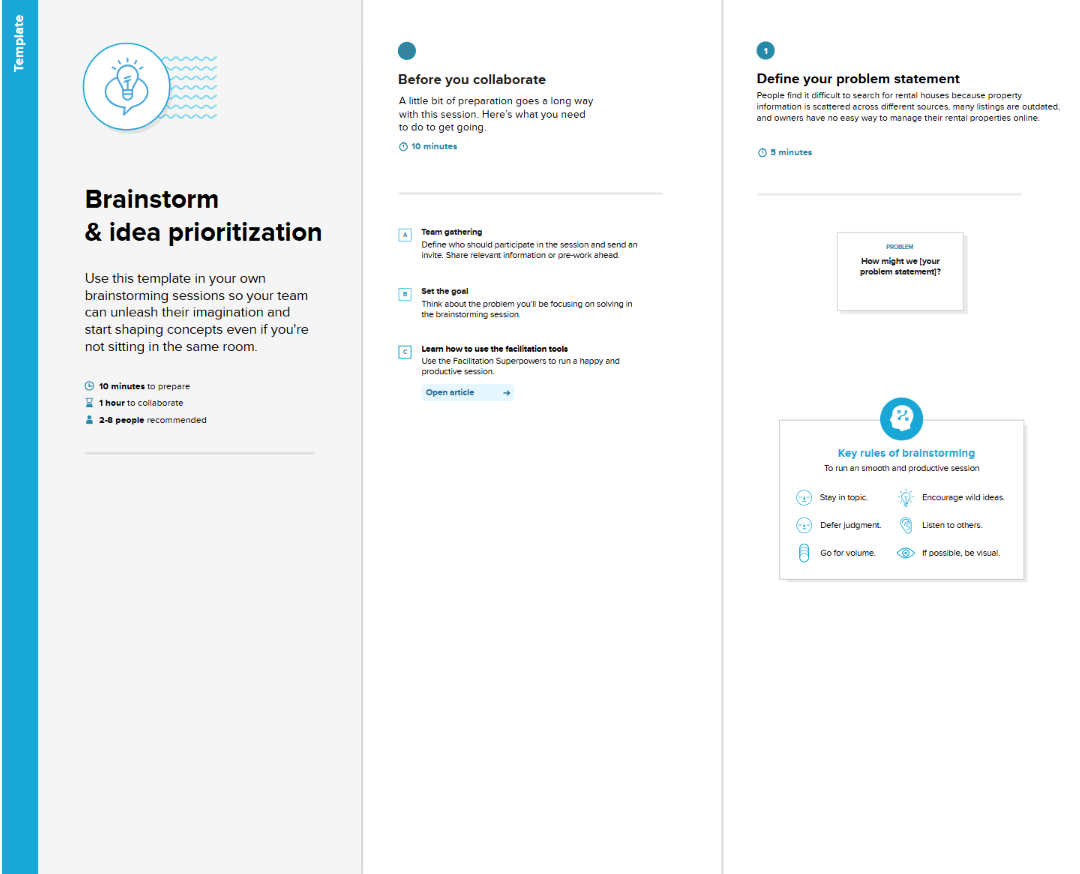 Template
Brainstorm
& idea prioritization
Use this template in your own
brainstorming sessions so your team
can unleash their imagination and
start shaping concepts even if you're
not sitting in the same room.
10 minutes to prepare
1 hour to collaborate
2-8 people recommended
Before you collaborate
A little bit of preparation goes a long way
with this session. Here's what you need
to do to get going.
10 minutes
A
Team gathering
Define who should participate in the session and send an
invite. Share relevant information or pre-work ahead.
B
Set the goal
Think about the problem you'll be focusing on solving in
the brainstorming session.
C
Learn how to use the facilitation tools
Use the Facilitation Superpowers to run a happy and
productive session.
Open article
1
Define your problem statement
People find it difficult to search for rental houses because property
information is scattered across different sources, many listings are outdated,
and owners have no easy way to manage their rental properties online.
5 minutes
PROBLEM
How might we [your
problem statement]?
Key rules of brainstorming
To run an smooth and productive session
Stay in topic.
Encourage wild ideas.
Defer judgment.
Listen to others.
Go for volume.
If possible, be visual.